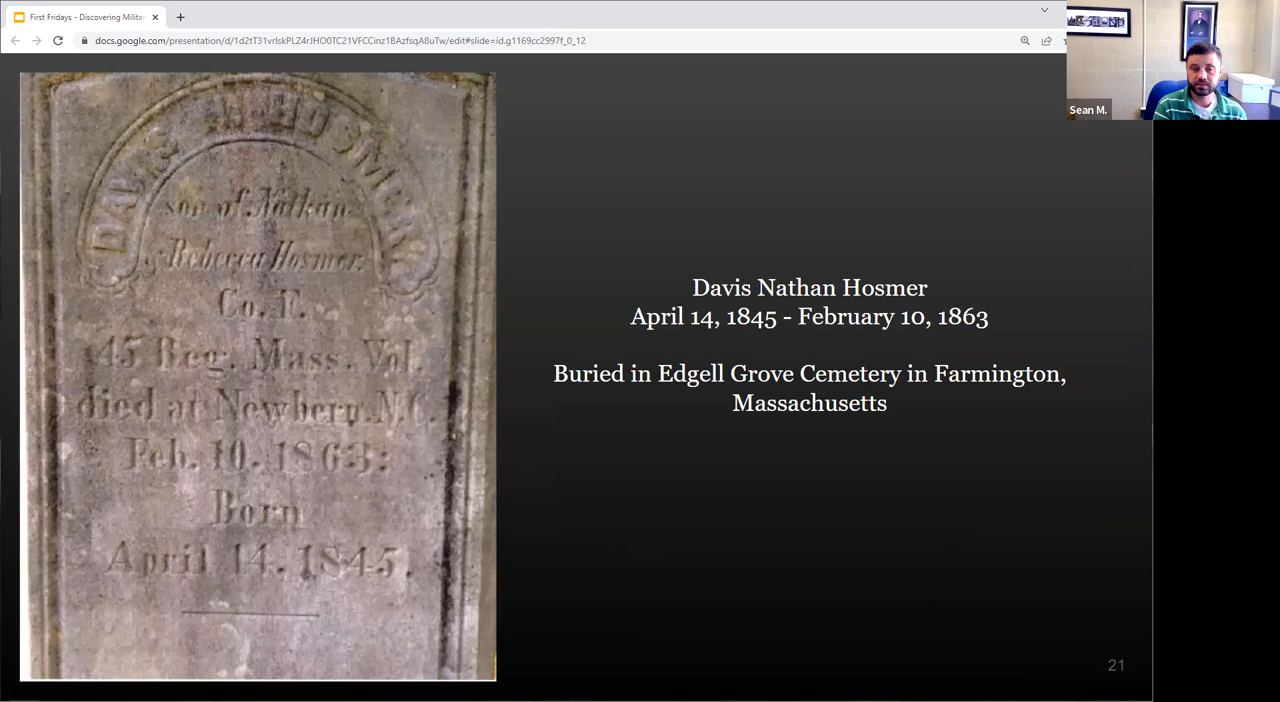 First Fridays - Discovering Milita
docs.google.com/presentation/d/1d2tT31vrlskPLZ4rJHO0TC21VFCCinz1BAzfsqA8uTw/edit#slide=id.g1169cc2997f_0_12
Sean M.
DAVIS N. HOSMER
son of Nathan
& Rebecca Hosmer.
Co. F.
45 Reg. Mass. Vol.
died at Newbern. N.C.
Feb. 10. 1863:
Born
April 14. 1845.
Davis Nathan Hosmer
April 14, 1845 - February 10, 1863
Buried in Edgell Grove Cemetery in Farmington,
Massachusetts
21